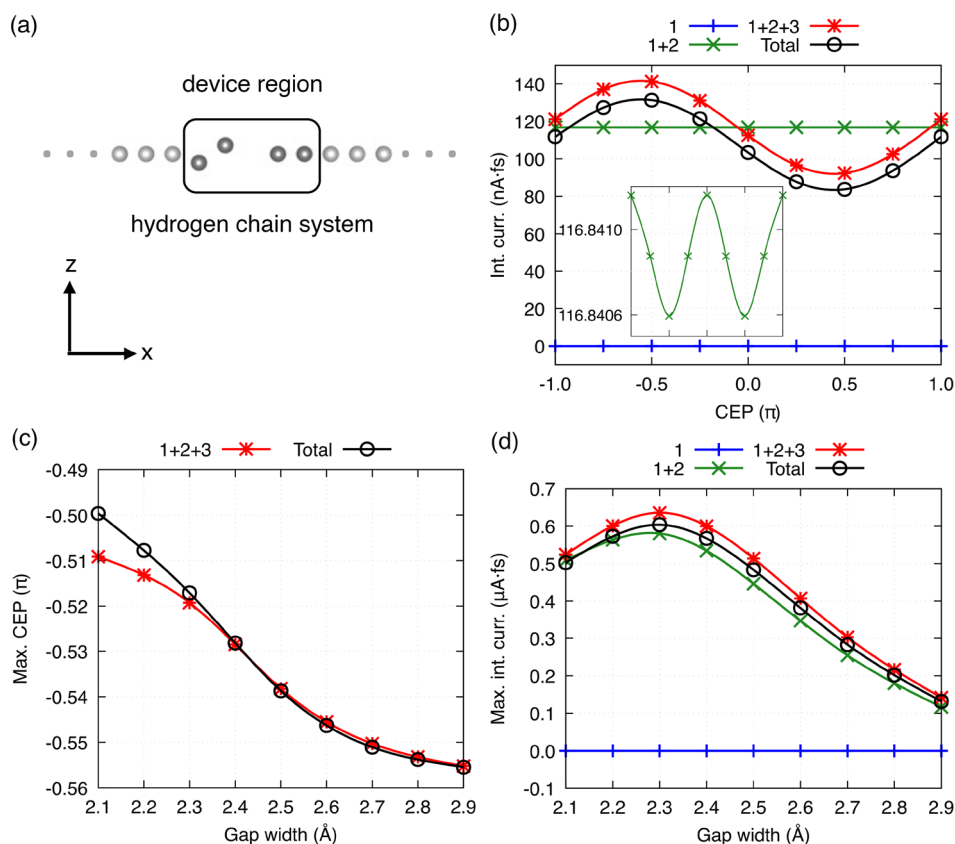 (a)
device region
hydrogen chain system
z
x
(b)
1 1+2+3
1+2 Total
Int. curr. (nA·fs)
140
120
100
80
60
40
20
0
116.8410
116.8406
-1.0 -0.5 0.0 0.5 1.0
CEP (π)
(c)
1+2+3 Total
Max. CEP (π)
-0.49
-0.50
-0.51
-0.52
-0.53
-0.54
-0.55
-0.56
2.1 2.2 2.3 2.4 2.5 2.6 2.7 2.8 2.9
Gap width (Å)
(d)
1 1+2+3
1+2 Total
Max. int. curr. (μA·fs)
0.7
0.6
0.5
0.4
0.3
0.2
0.1
0.0
-0.1
2.1 2.2 2.3 2.4 2.5 2.6 2.7 2.8 2.9
Gap width (Å)